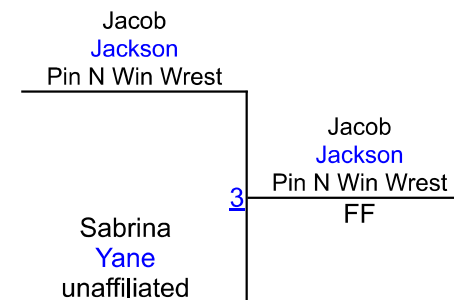 Jacob
Jackson
Pin N Win Wrest
Jacob
Jackson
Pin N Win Wrest
3
FF
Sabrina
Yane
unaffiliated